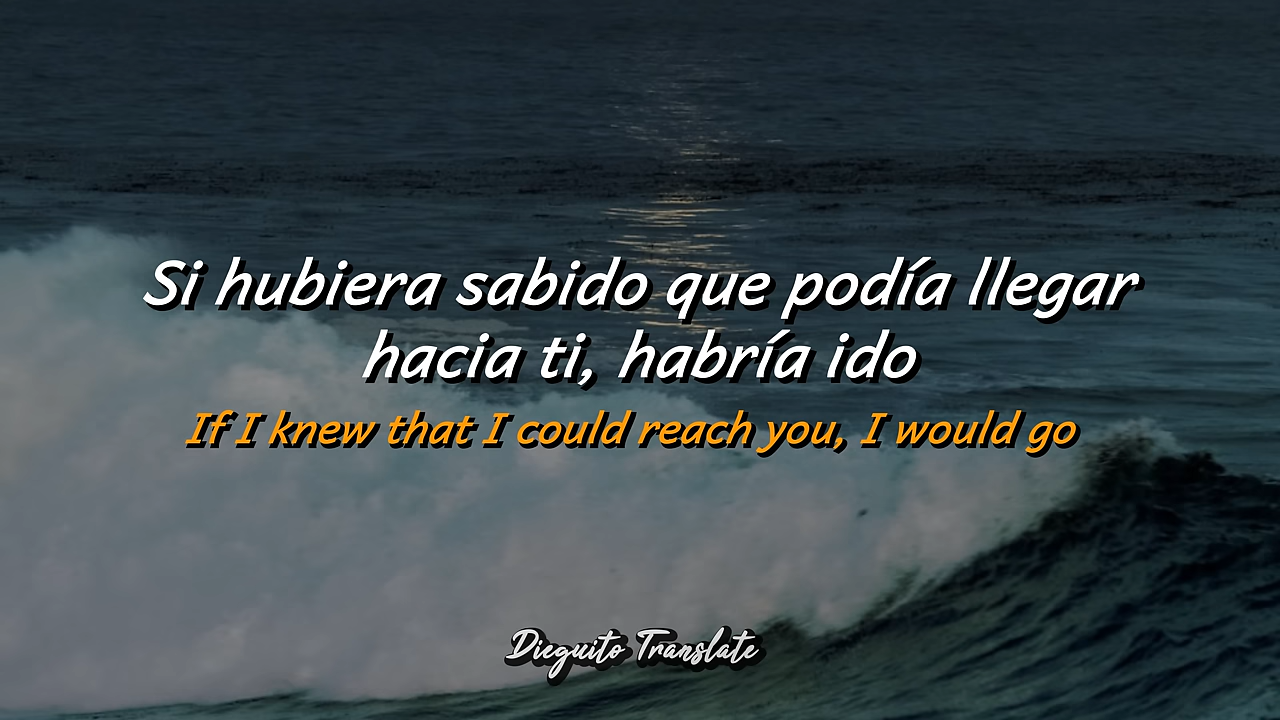 Si hubiera sabido que podía llegar
hacia ti, habría ido
If I knew that I could reach you, I would go
Dieguito Translate